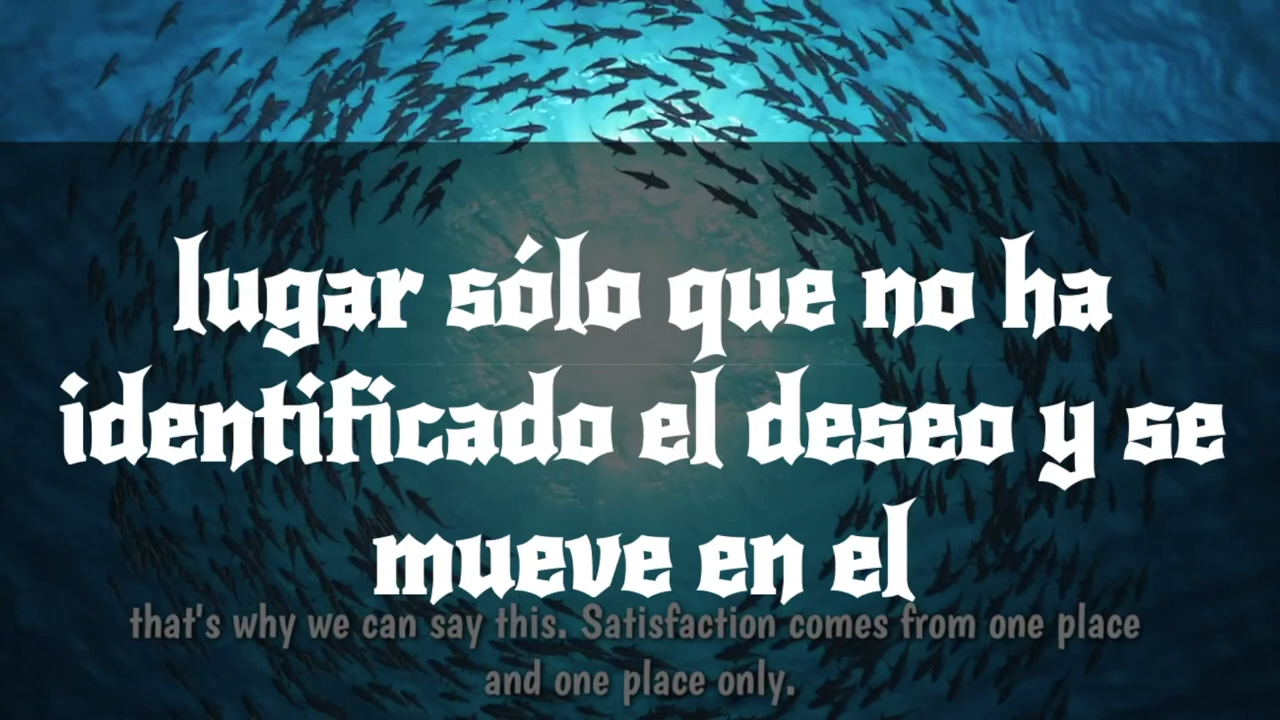 lugar sólo que no ha
identificado el deseo y se
mueve en el
that's why we can say this. Satisfaction comes from one place
and one place only.